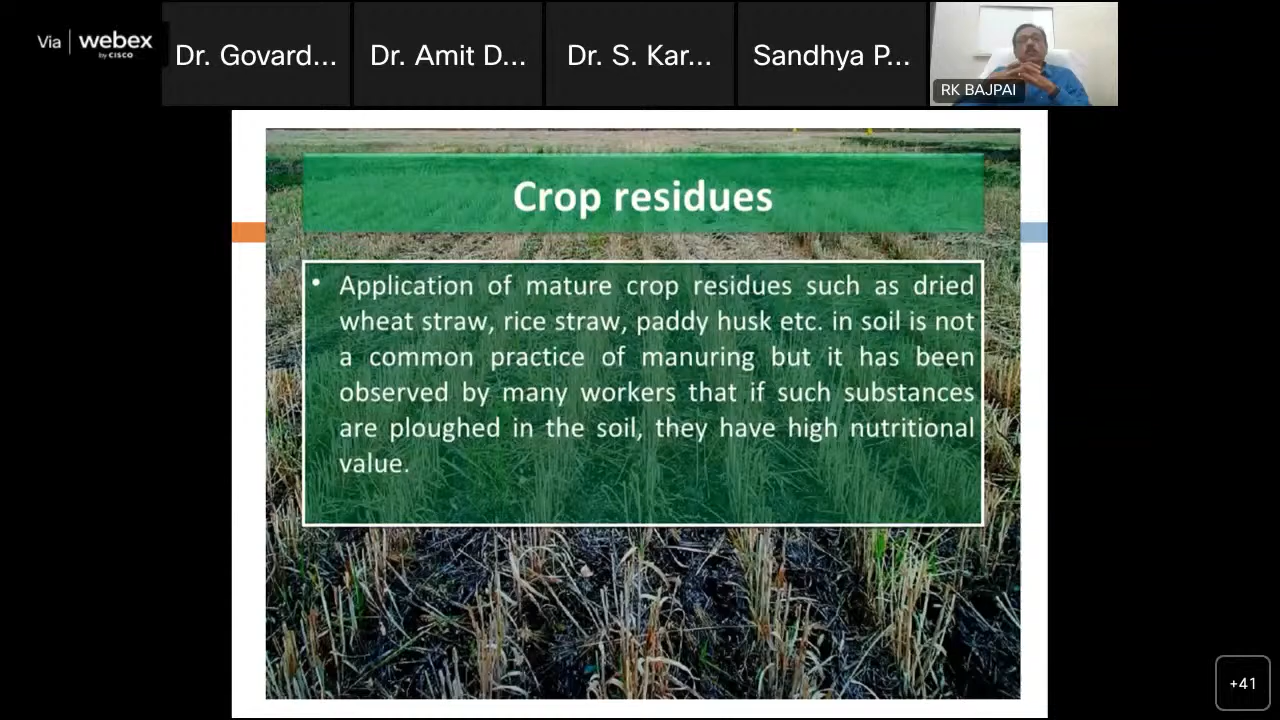 Via webex
by CISCO
Dr. Govard...
Dr. Amit D...
Dr. S. Kar...
Sandhya P...
RK BAJPAI
Crop residues
• Application of mature crop residues such as dried
wheat straw, rice straw, paddy husk etc. in soil is not
a common practice of manuring but it has been
observed by many workers that if such substances
are ploughed in the soil, they have high nutritional
value.
+41